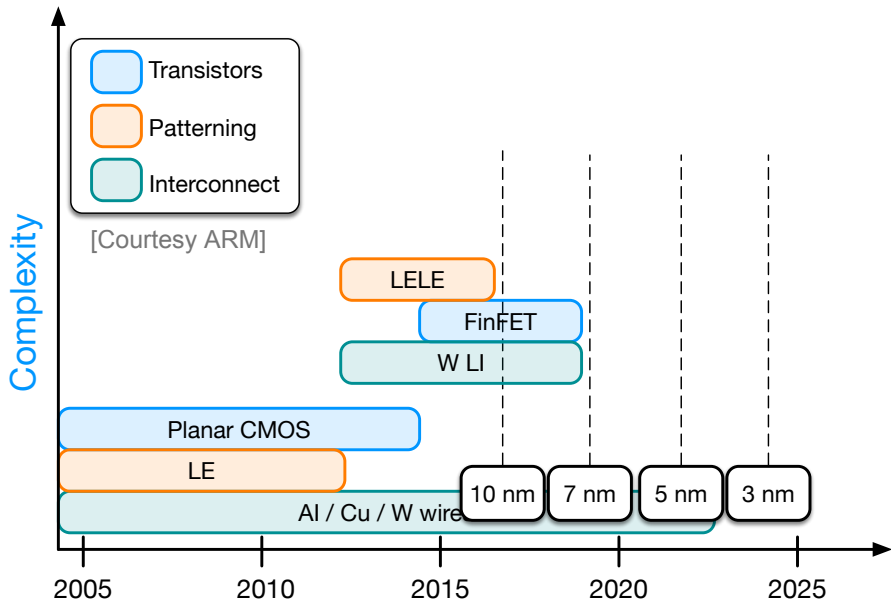 Transistors
Patterning
Interconnect
[Courtesy ARM]
Complexity
LELE
FinFET
W LI
Planar CMOS
LE
10 nm
7 nm
5 nm
3 nm
Al / Cu / W wire
2005
2010
2015
2020
2025